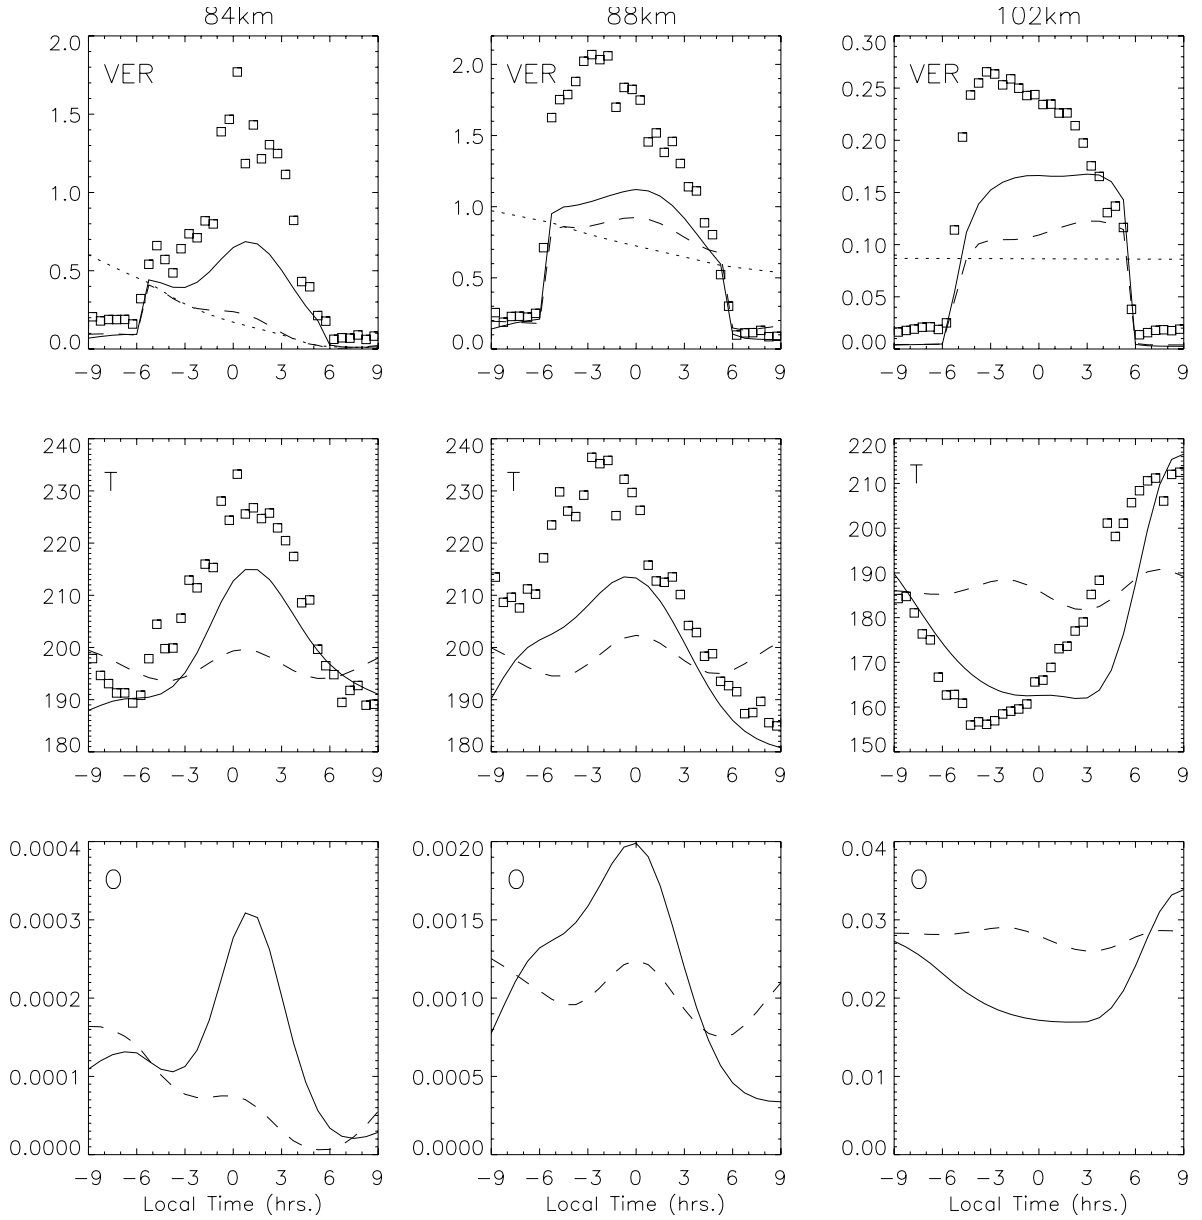 84km
88km
102km
VER
2.0
1.5
1.0
0.5
0.0
−9 −6 −3 0 3 6 9
VER
2.0
1.5
1.0
0.5
0.0
−9 −6 −3 0 3 6 9
VER
0.30
0.25
0.20
0.15
0.10
0.05
0.00
−9 −6 −3 0 3 6 9
T
240
230
220
210
200
190
180
−9 −6 −3 0 3 6 9
T
240
230
220
210
200
190
180
−9 −6 −3 0 3 6 9
T
220
210
200
190
180
170
160
150
−9 −6 −3 0 3 6 9
O
0.0004
0.0003
0.0002
0.0001
0.0000
−9 −6 −3 0 3 6 9
Local Time (hrs.)
O
0.0020
0.0015
0.0010
0.0005
0.0000
−9 −6 −3 0 3 6 9
Local Time (hrs.)
O
0.04
0.03
0.02
0.01
0.00
−9 −6 −3 0 3 6 9
Local Time (hrs.)